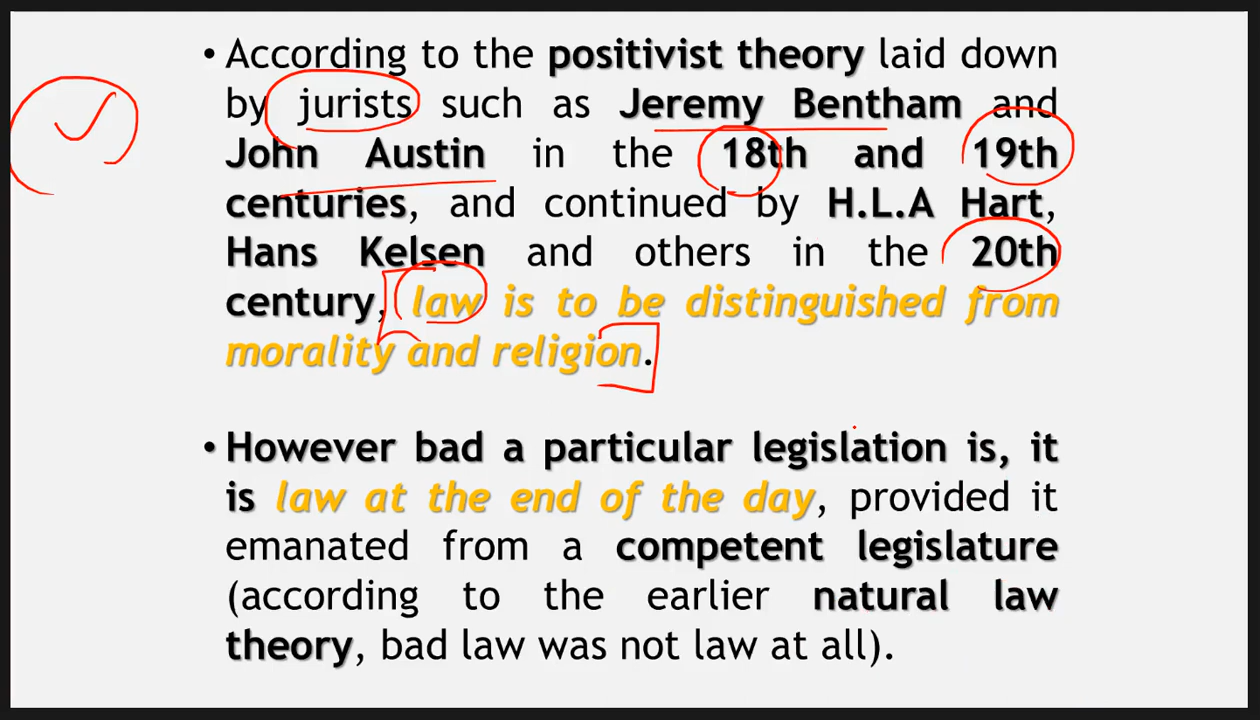 • According to the positivist theory laid down
by jurists such as Jeremy Bentham and
John Austin in the 18th and 19th
centuries, and continued by H.L.A Hart,
Hans Kelsen and others in the 20th
century, law is to be distinguished from
morality and religion.
• However bad a particular legislation is, it
is law at the end of the day, provided it
emanated from a competent legislature
(according to the earlier natural law
theory, bad law was not law at all).